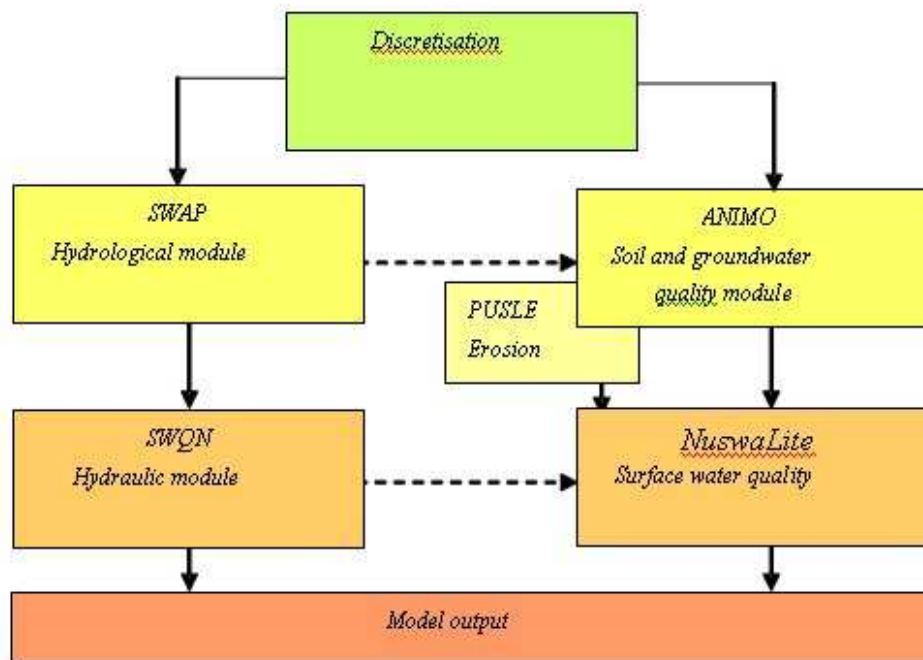 Discretisation
SWAP
Hydrological module
ANIMO
Soil and groundwater
quality module
PUSLE
Erosion
SWQN
Hydraulic module
NuswaLite
Surface water quality
Model output